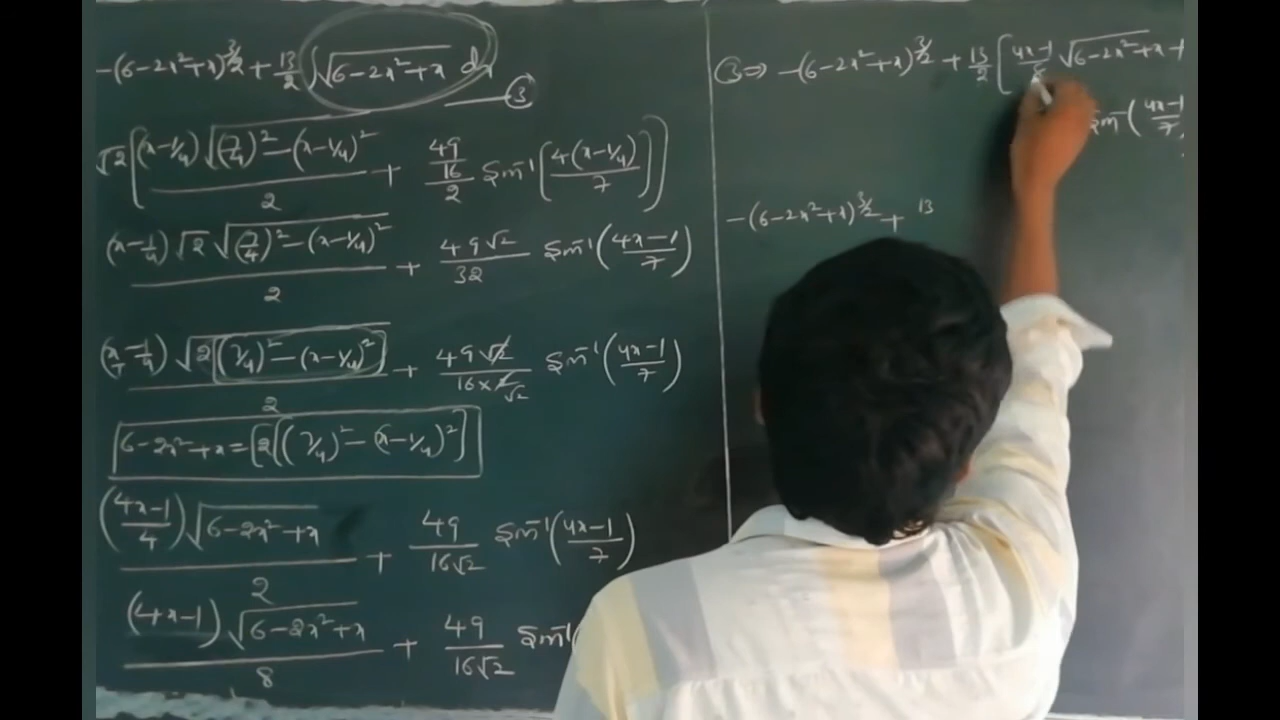 -(6-2x²+x)^3/2 + 13/2 ∫√(6-2x²+x) dx
③
√2 [ (x-1/4) √((7/4)² - (x-1/4)²) / 2 + (49/16)/2 sin⁻¹ [ 4(x-1/4) / 7 ] ]
(x-1/4) √2 √((7/4)² - (x-1/4)²) / 2 + 49√2 / 32 sin⁻¹ ( (4x-1) / 7 )
(x/1 - 1/4) √(2[(7/4)² - (x-1/4)²]) / 2 + 49√2 / (16×2) √2 sin⁻¹ ( (4x-1) / 7 )
6-2x²+x = [2((7/4)² - (x-1/4)²)]
((4x-1)/4) √(6-2x²+x) / 2 + 49 / 16√2 sin⁻¹ ( (4x-1) / 7 )
(4x-1) √(6-2x²+x) / 8 + 49 / 16√2 sin⁻¹(
③ ⇒ -(6-2x²+x)^3/2 + 13/2 [ (4x-1)/8 √(6-2x²+x) +
sin⁻¹ ( (4x-1) / 7
-(6-2x²+x)^3/2 + 13